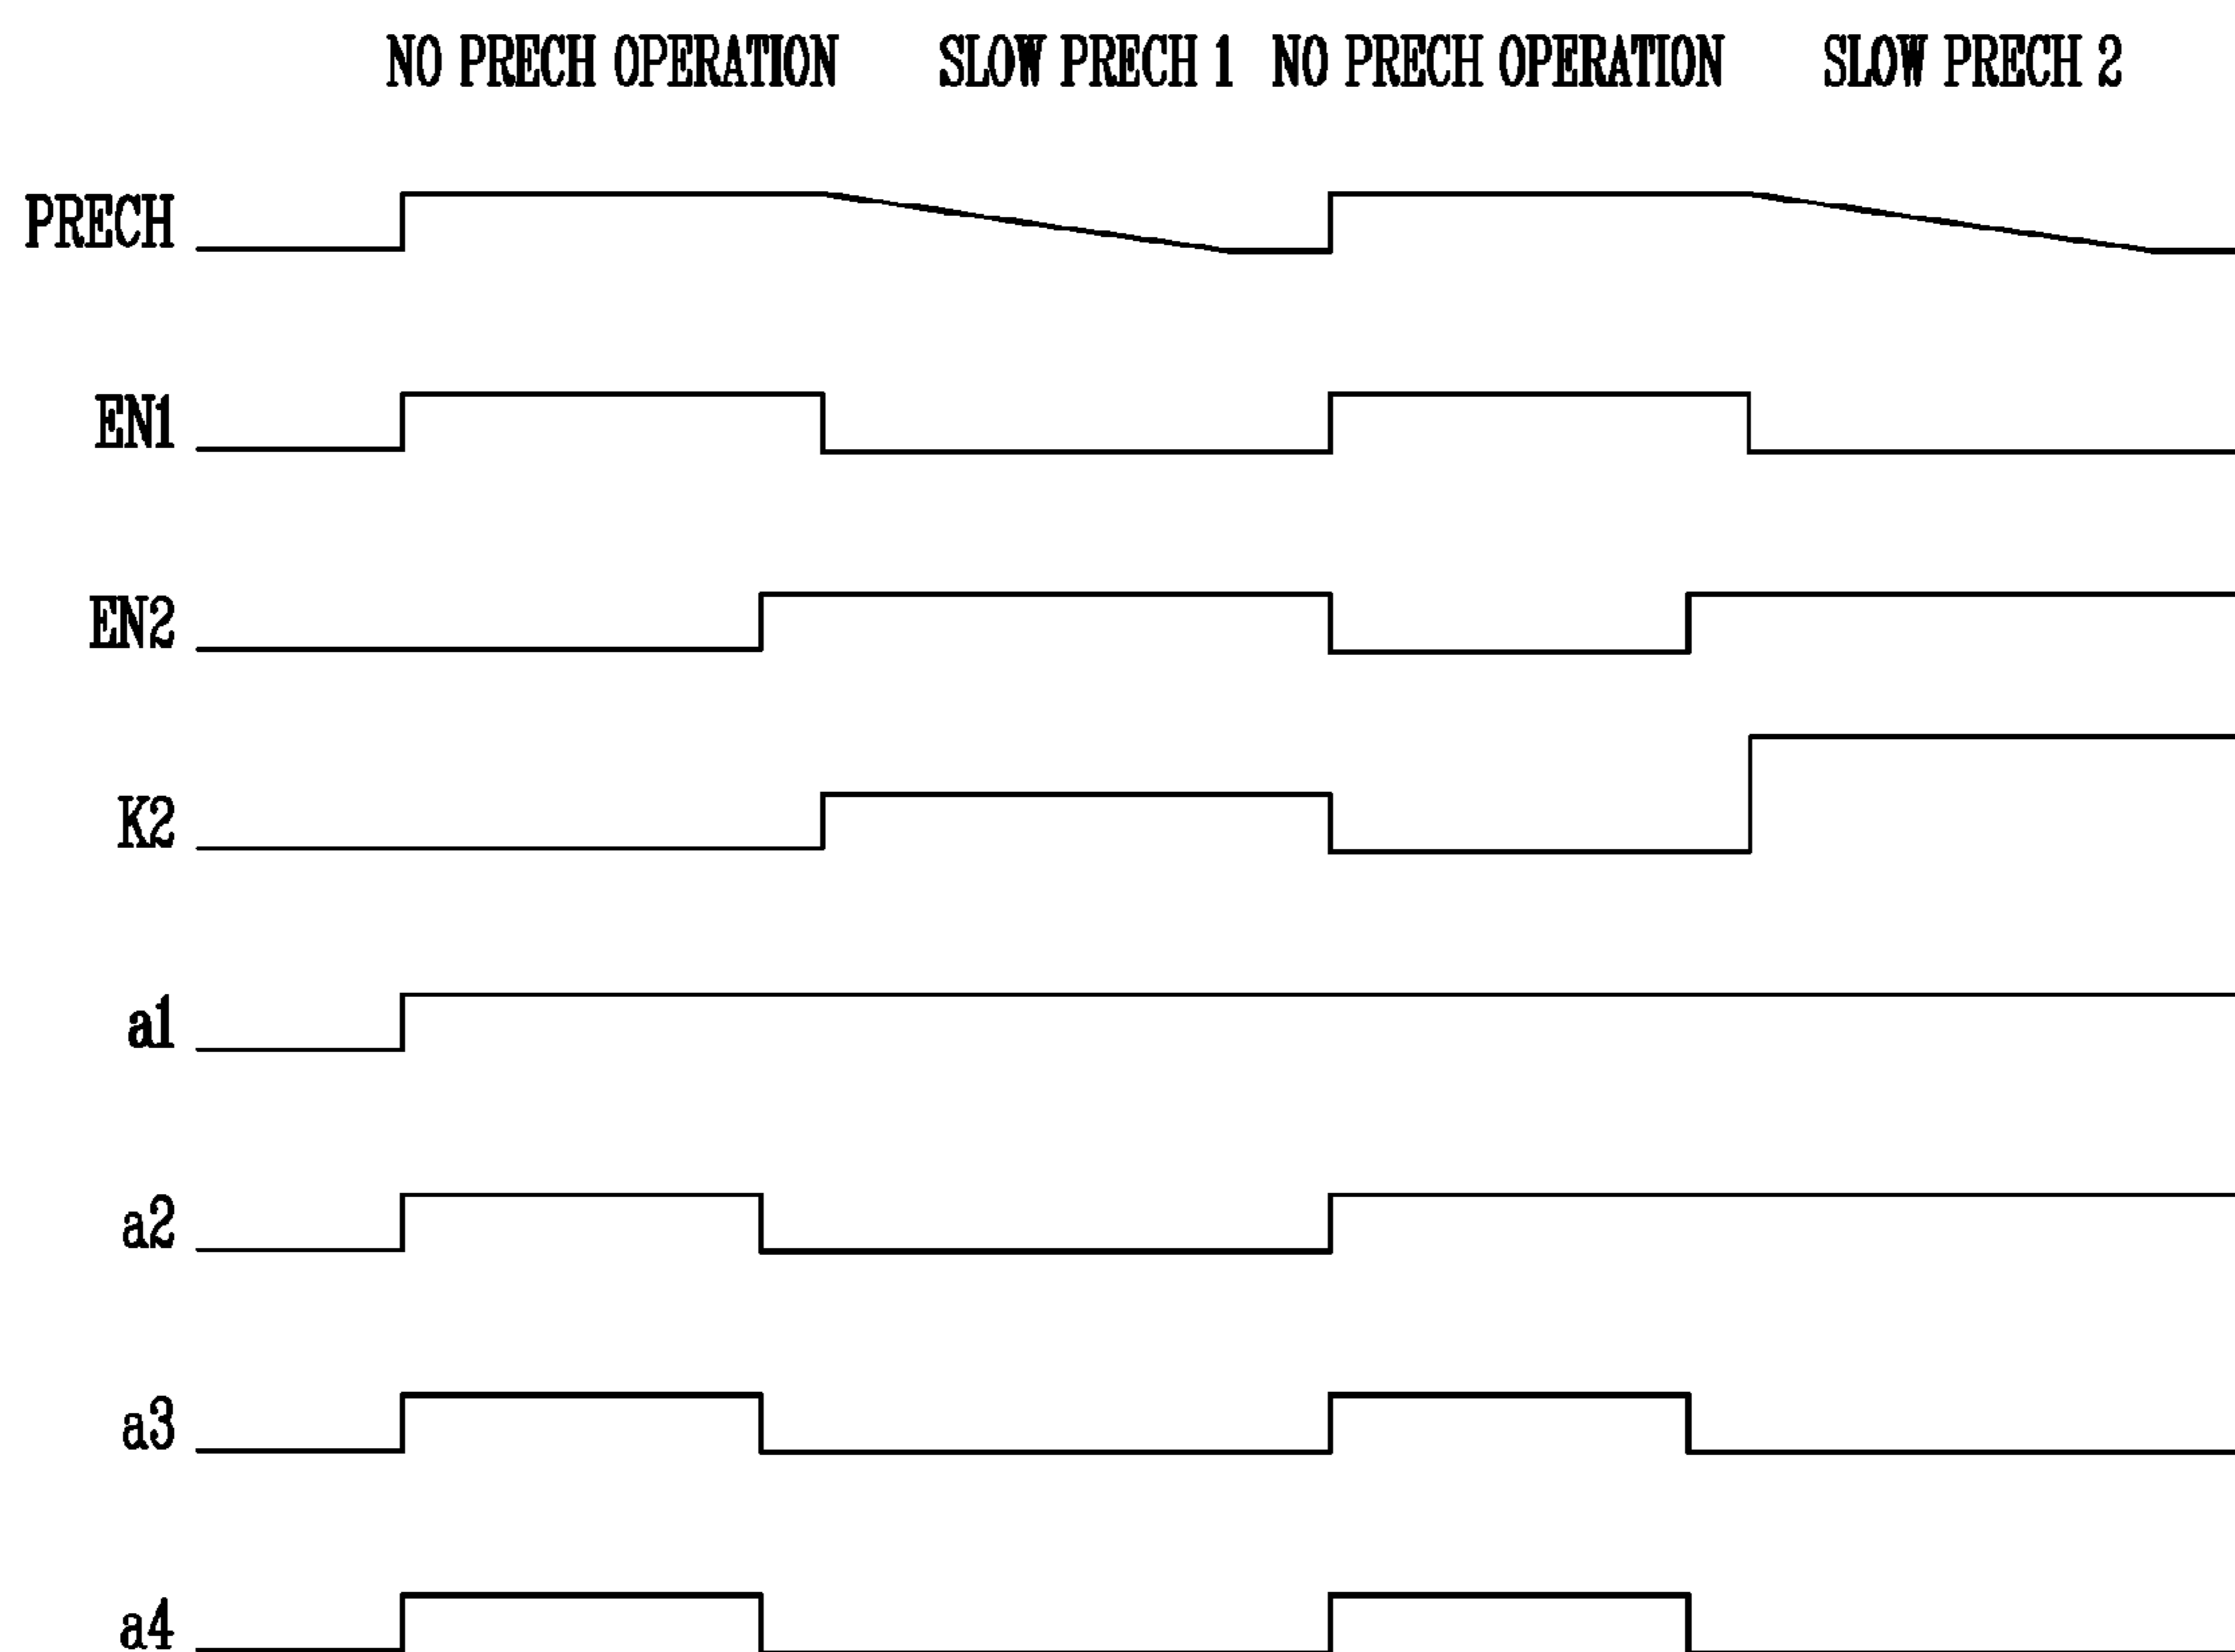 NO PRECH OPERATION SLOW PRECH 1 NO PRECH OPERATION SLOW PRECH 2
PRECH
EN1
EN2
K2
a1
a2
a3
a4